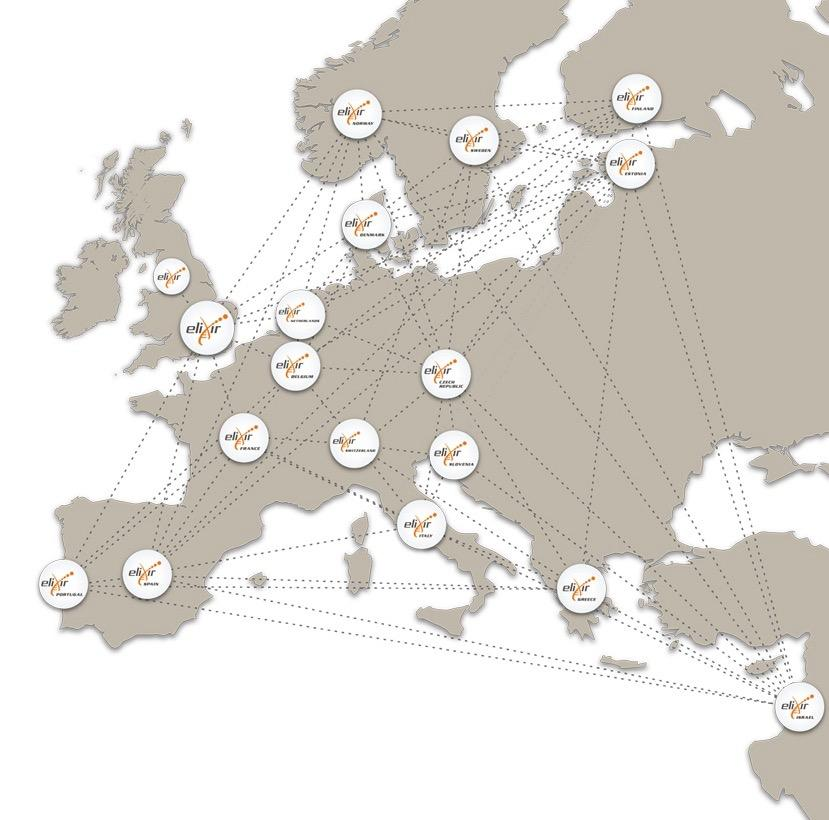 elixir
FINLAND
elixir
NORWAY
elixir
SWEDEN
elixir
ESTONIA
elixir
DENMARK
elixir
elixir
NETHERLANDS
elixir
elixir
BELGIUM
elixir
CZECH
REPUBLIC
elixir
FRANCE
elixir
SWITZERLAND
elixir
SLOVENIA
elixir
ITALY
elixir
SPAIN
elixir
PORTUGAL
elixir
GREECE
elixir
ISRAEL